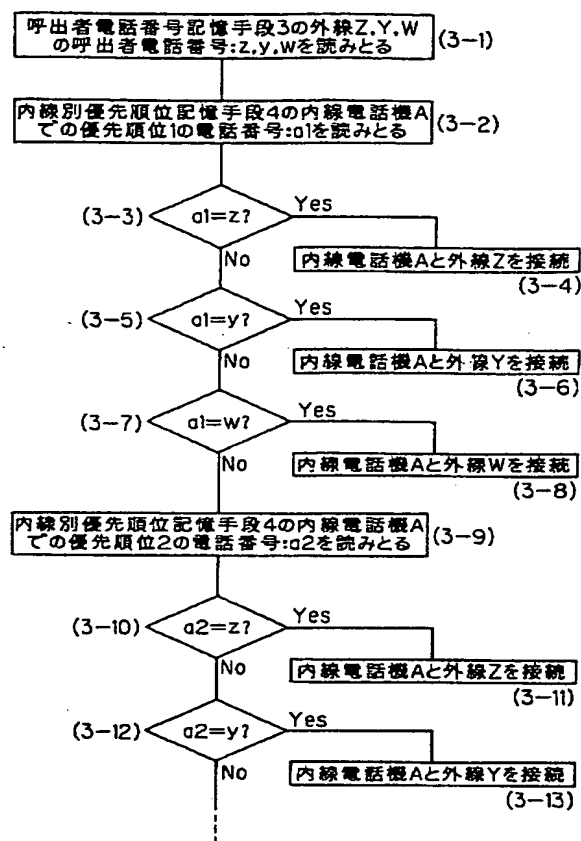 呼出者電話番号記憶手段3の外線Z,Y,W
の呼出者電話番号:z,y,wを読みとる
(3-1)
内線別優先順位記憶手段4の内線電話機A
での優先順位1の電話番号:a1を読みとる
(3-2)
(3-3)
a1=z?
Yes
No
内線電話機Aと外線Zを接続
(3-4)
(3-5)
a1=y?
Yes
No
内線電話機Aと外線Yを接続
(3-6)
(3-7)
a1=w?
Yes
No
内線電話機Aと外線Wを接続
(3-8)
内線別優先順位記憶手段4の内線電話機A
での優先順位2の電話番号:a2を読みとる
(3-9)
(3-10)
a2=z?
Yes
No
内線電話機Aと外線Zを接続
(3-11)
(3-12)
a2=y?
Yes
No
内線電話機Aと外線Yを接続
(3-13)